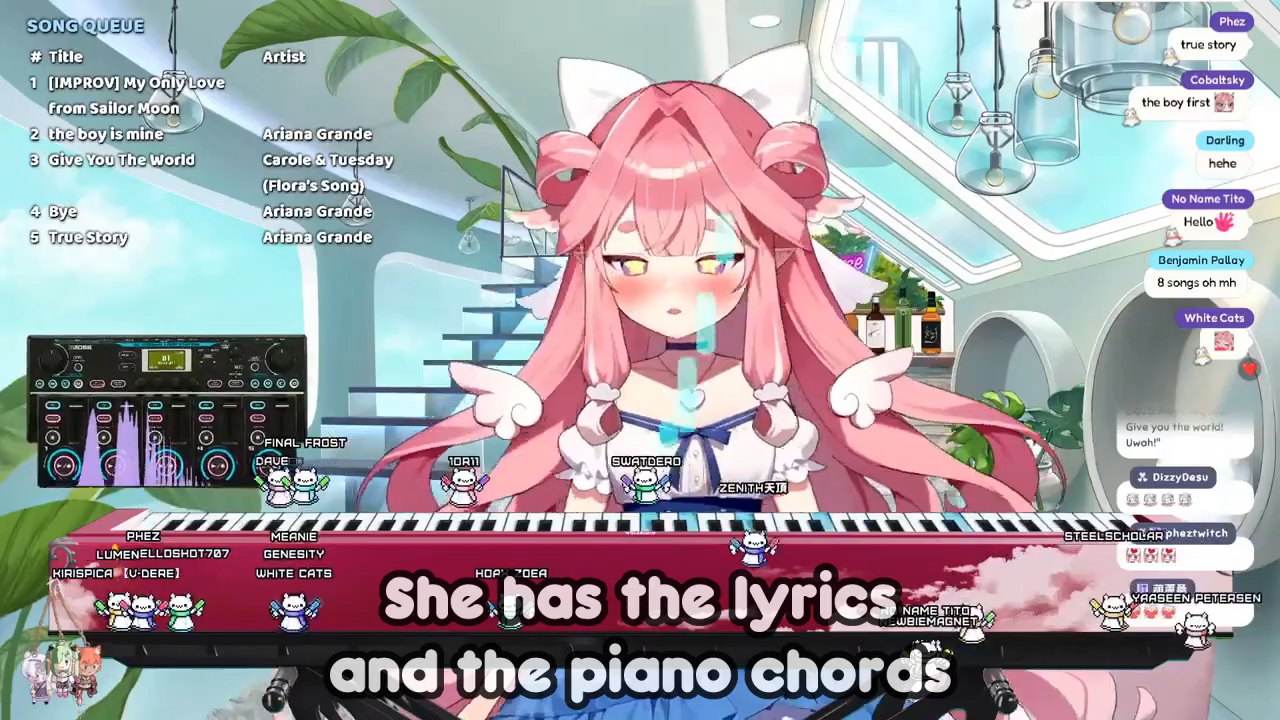 SONG QUEUE
# Title Artist
1 [IMPROV] My Only Love
from Sailor Moon
2 the boy is mine Ariana Grande
3 Give You The World Carole & Tuesday
(Flora's Song)
4 Bye Ariana Grande
5 True Story Ariana Grande
Phez
true story
Cobaltsky
the boy first
Darling
hehe
No Name Tito
Hello
Benjamin Pallay
8 songs oh mh
White Cats
Give you the world!
Uwah!"
DizzyDesu
pheztwitch
BOSS
FINAL FROST
DAVE
10R11
SWATDERO
ZENITH天頂
PHEZ
MEANIE
STEELSCHOLAR
GENESITY
KIRISPICA
[V-DERE]
WHITE CATS
NO NAME TITO
NEWBIEMAGNET
YAASEEN PETERSEN
She has the lyrics
and the piano chords